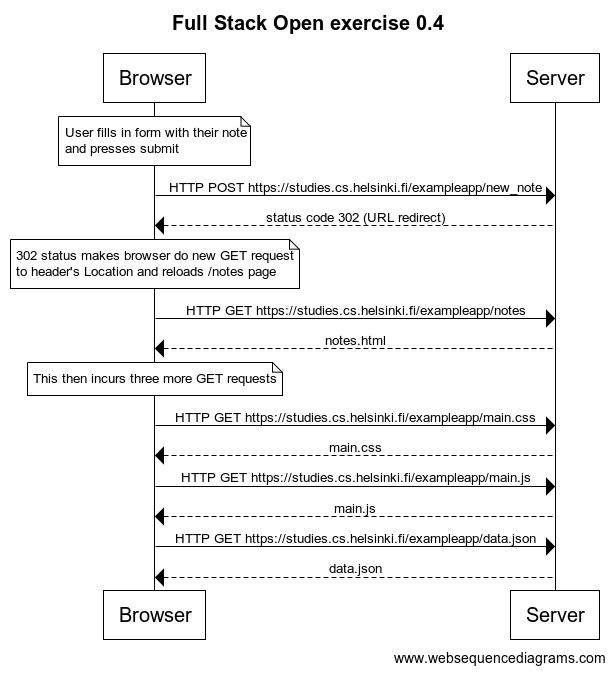 Full Stack Open exercise 0.4
Browser
Server
User fills in form with their note
and presses submit
HTTP POST https://studies.cs.helsinki.fi/exampleapp/new_note
status code 302 (URL redirect)
302 status makes browser do new GET request
to header's Location and reloads /notes page
HTTP GET https://studies.cs.helsinki.fi/exampleapp/notes
notes.html
This then incurs three more GET requests
HTTP GET https://studies.cs.helsinki.fi/exampleapp/main.css
main.css
HTTP GET https://studies.cs.helsinki.fi/exampleapp/main.js
main.js
HTTP GET https://studies.cs.helsinki.fi/exampleapp/data.json
data.json
Browser
Server
www.websequencediagrams.com